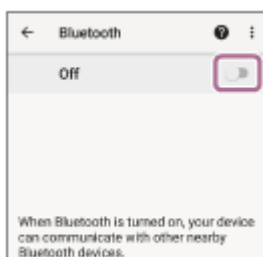 Bluetooth
Off
When Bluetooth is turned on, your device
can communicate with other nearby
Bluetooth devices.